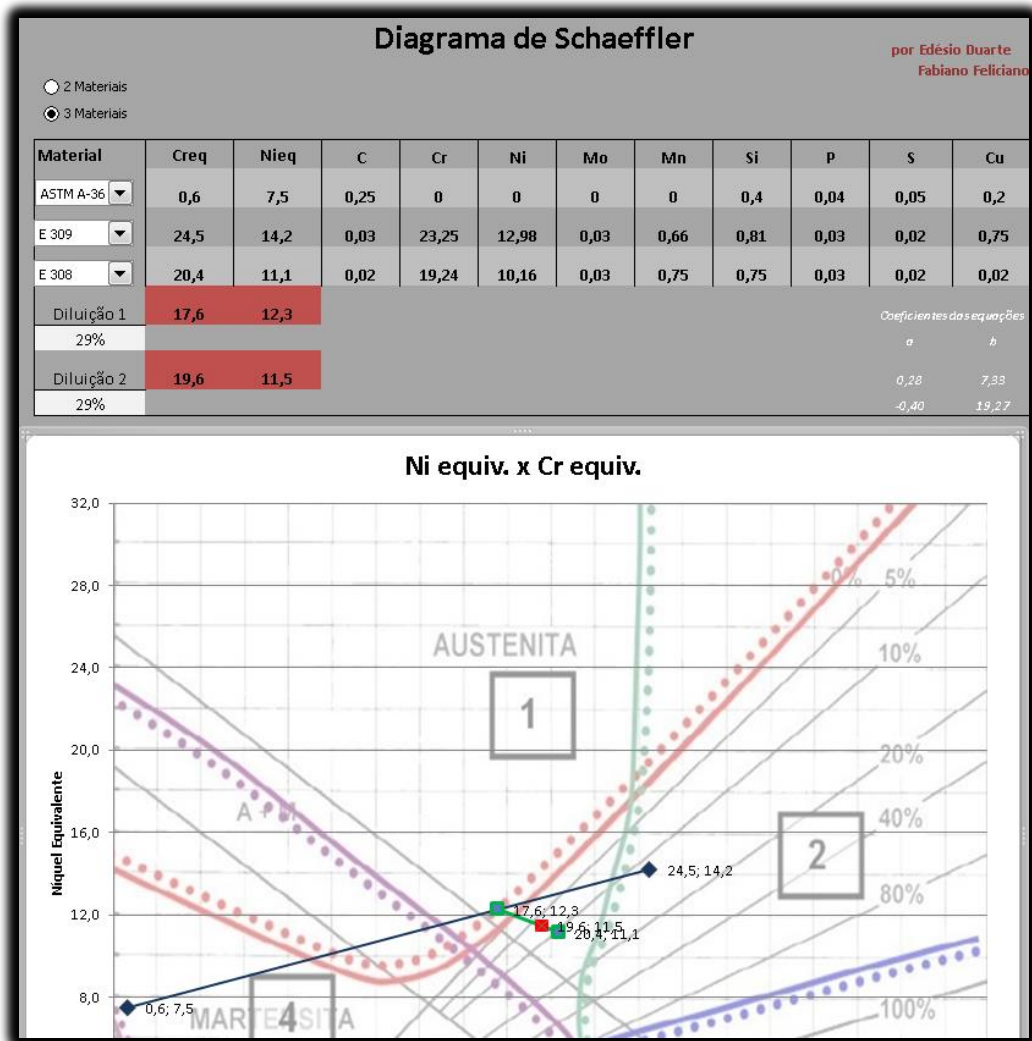 Diagrama de Schaeffler
por Edésio Duarte
Fabiano Feliciano
2 Materiais
3 Materiais
Material Creq Nieq C Cr Ni Mo Mn Si P S Cu
ASTM A-36 0,6 7,5 0,25 0 0 0 0 0,4 0,04 0,05 0,2
E 309 24,5 14,2 0,03 23,25 12,98 0,03 0,66 0,81 0,03 0,02 0,75
E 308 20,4 11,1 0,02 19,24 10,16 0,03 0,75 0,75 0,03 0,02 0,02
Diluição 1 17,6 12,3 Coeficientes das equações
29% a b
Diluição 2 19,6 11,5 0,28 7,33
29% -0,40 19,27
Ni equiv. x Cr equiv.
Níquel Equivalente
32,0
28,0
24,0
20,0
16,0
12,0
8,0
0% 5%
AUSTENITA
10%
1
20%
A + M
40%
2
24,5; 14,2
80%
17,6; 12,3
19,6; 11,5
20,4; 11,1
0,6; 7,5
MARTENSITA
4
100%